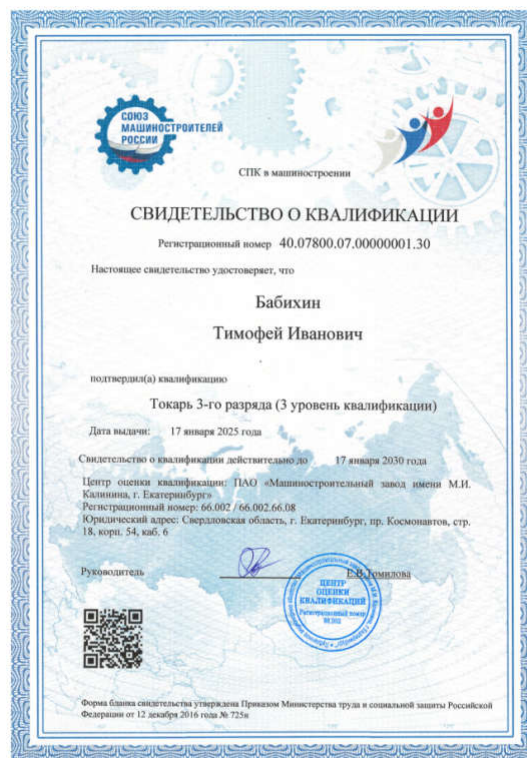 СОЮЗ
МАШИНОСТРОИТЕЛЕЙ
РОССИИ
СПК в машиностроении
СВИДЕТЕЛЬСТВО О КВАЛИФИКАЦИИ
Регистрационный номер 40.07800.07.00000001.30
Настоящее свидетельство удостоверяет, что
Бабихин
Тимофей Иванович
подтвердил(а) квалификацию
Токарь 3-го разряда (3 уровень квалификации)
Дата выдачи: 17 января 2025 года
Свидетельство о квалификации действительно до 17 января 2030 года
Центр оценки квалификации: ПАО «Машиностроительный завод имени М.И.
Калинина, г. Екатеринбург»
Регистрационный номер: 66.002 / 66.002.66.08
Юридический адрес: Свердловская область, г. Екатеринбург, пр. Космонавтов, стр.
18, корп. 54, каб. 6
Руководитель Е.В.Томилова
ЦЕНТР
ОЦЕНКИ
КВАЛИФИКАЦИЙ
Регистрационный номер
66.002
Форма бланка свидетельства утверждена Приказом Министерства труда и социальной защиты Российской
Федерации от 12 декабря 2016 года № 725н